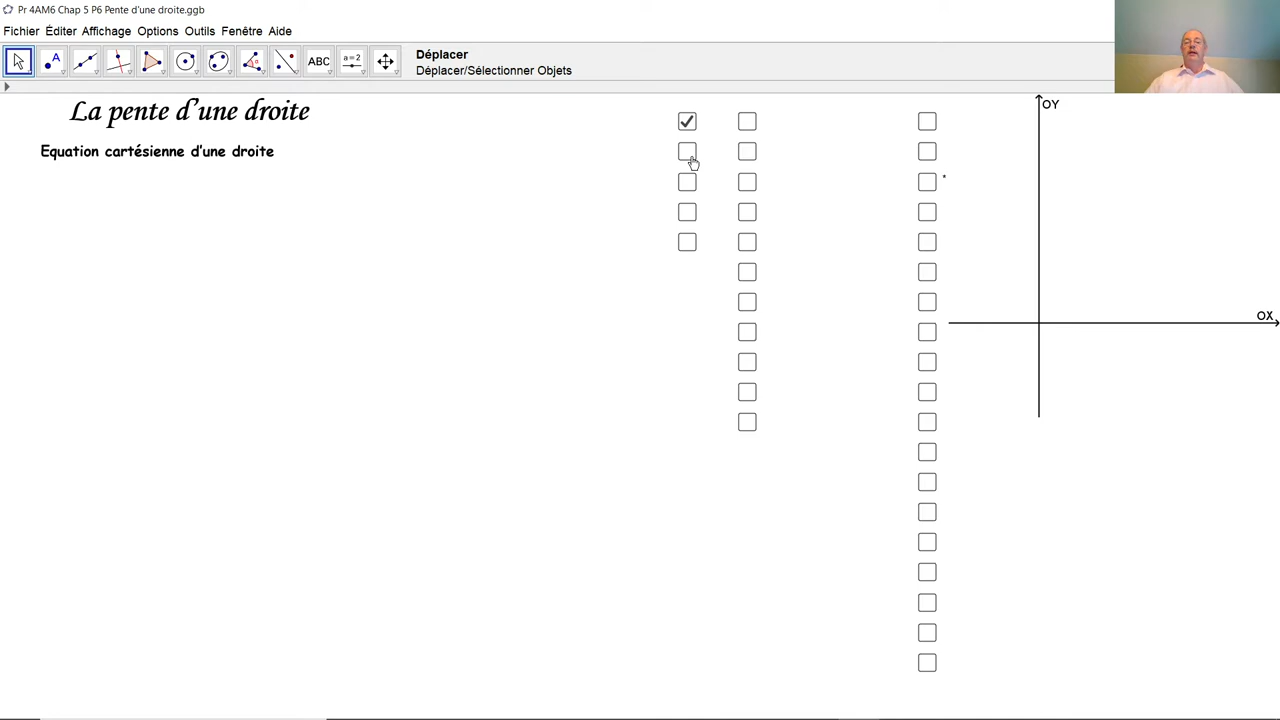 Pr 4AM6 Chap 5 P6 Pente d'une droite.ggb
Fichier Éditer Affichage Options Outils Fenêtre Aide
A
ABC
a=2
Déplacer
Déplacer/Sélectionner Objets
La pente d'une droite
Equation cartésienne d'une droite
OY
*
OX